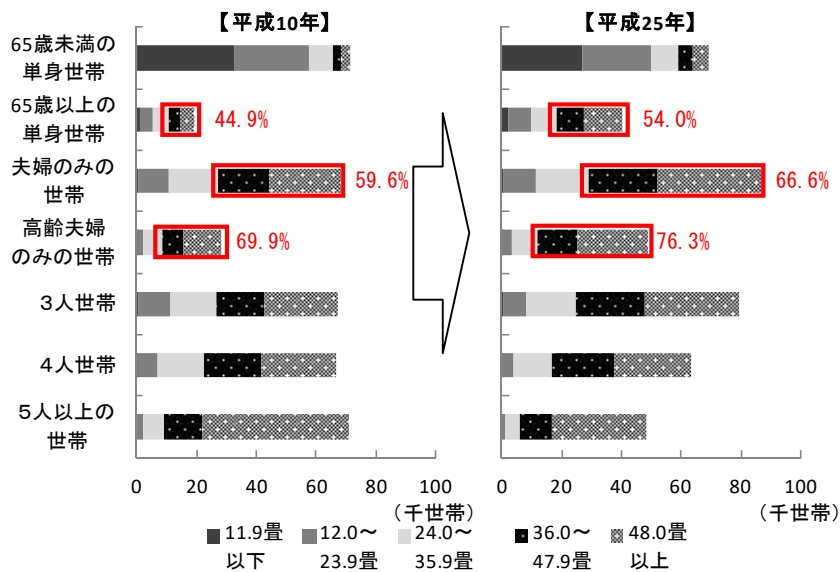 【平成10年】
【平成25年】
65歳未満の
単身世帯
65歳以上の
単身世帯
44.9%
54.0%
夫婦のみの
世帯
59.6%
66.6%
高齢夫婦
のみの世帯
69.9%
76.3%
３人世帯
４人世帯
５人以上の
世帯
0 20 40 60 80 100
(千世帯)
0 20 40 60 80 100
(千世帯)
11.9畳
以下
12.0～
23.9畳
24.0～
35.9畳
36.0～
47.9畳
48.0畳
以上